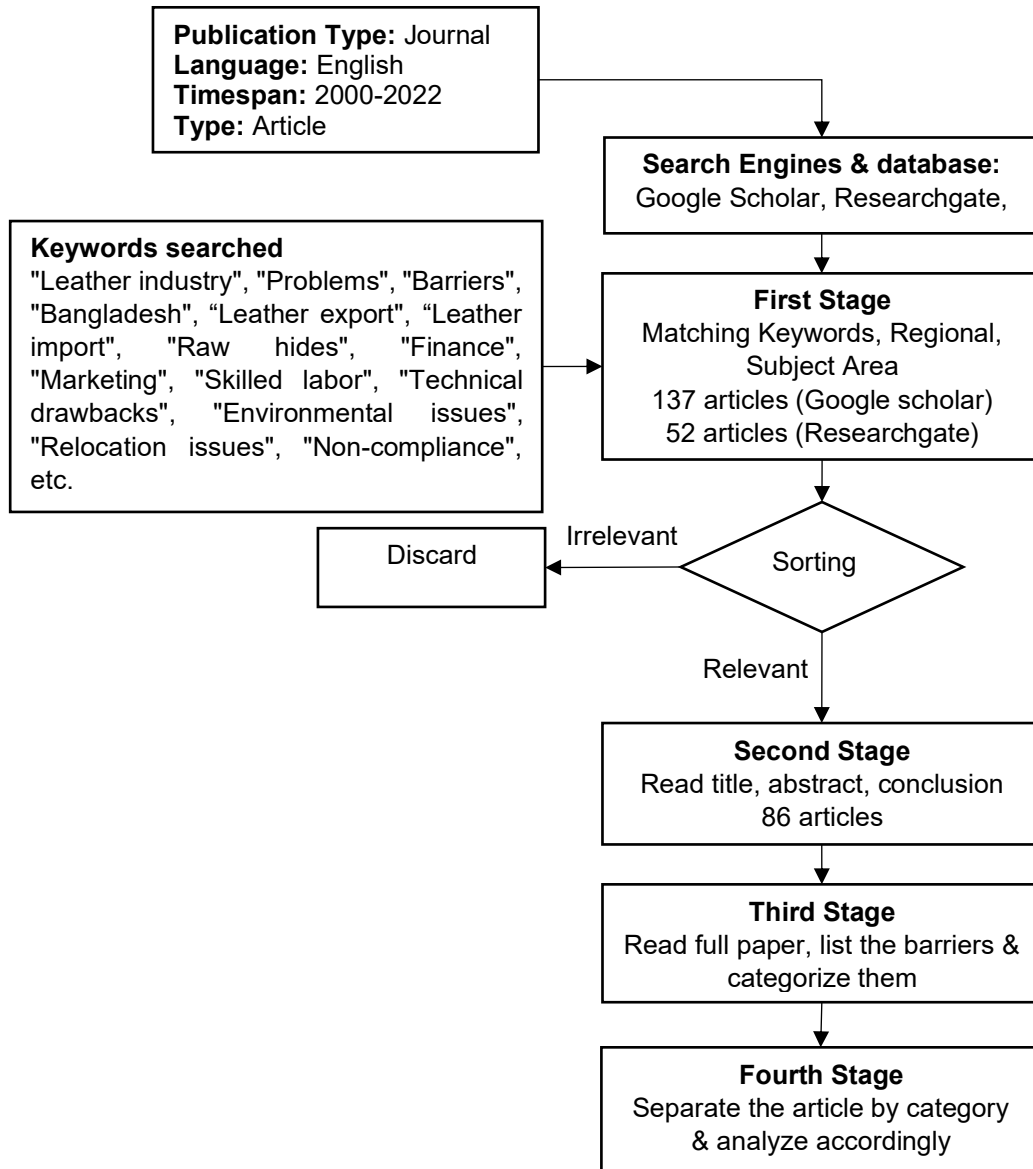 Publication Type: Journal
Language: English
Timespan: 2000-2022
Type: Article
Search Engines & database:
Google Scholar, Researchgate,
Keywords searched
"Leather industry", "Problems", "Barriers",
"Bangladesh", “Leather export”, “Leather
import", "Raw hides", "Finance",
"Marketing", "Skilled labor", "Technical
drawbacks", "Environmental issues",
"Relocation issues", "Non-compliance",
etc.
First Stage
Matching Keywords, Regional,
Subject Area
137 articles (Google scholar)
52 articles (Researchgate)
Sorting
Irrelevant
Discard
Relevant
Second Stage
Read title, abstract, conclusion
86 articles
Third Stage
Read full paper, list the barriers &
categorize them
Fourth Stage
Separate the article by category
& analyze accordingly